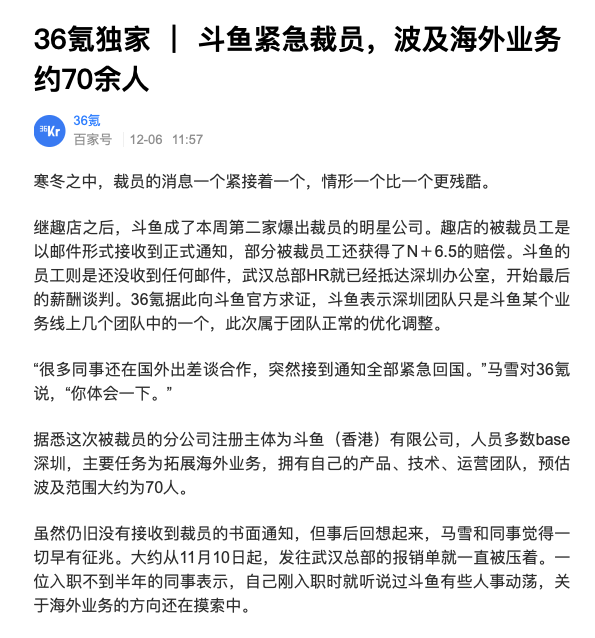 36氪独家 ｜ 斗鱼紧急裁员，波及海外业务
约70余人
36Kr
36氪
百家号 12-06 11:57
寒冬之中，裁员的消息一个紧接着一个，情形一个比一个更残酷。
继趣店之后，斗鱼成了本周第二家爆出裁员的明星公司。趣店的被裁员工是
以邮件形式接收到正式通知，部分被裁员工还获得了N＋6.5的赔偿。斗鱼的
员工则是还没收到任何邮件，武汉总部HR就已经抵达深圳办公室，开始最后
的薪酬谈判。36氪据此向斗鱼官方求证，斗鱼表示深圳团队只是斗鱼某个业
务线上几个团队中的一个，此次属于团队正常的优化调整。
“很多同事还在国外出差谈合作，突然接到通知全部紧急回国。”马雪对36氪
说，“你体会一下。”
据悉这次被裁员的分公司注册主体为斗鱼（香港）有限公司，人员多数base
深圳，主要任务为拓展海外业务，拥有自己的产品、技术、运营团队，预估
波及范围大约为70人。
虽然仍旧没有接收到裁员的书面通知，但事后回想起来，马雪和同事觉得一
切早有征兆。大约从11月10日起，发往武汉总部的报销单就一直被压着。一
位入职不到半年的同事表示，自己刚入职时就听说过斗鱼有些人事动荡，关
于海外业务的方向还在摸索中。